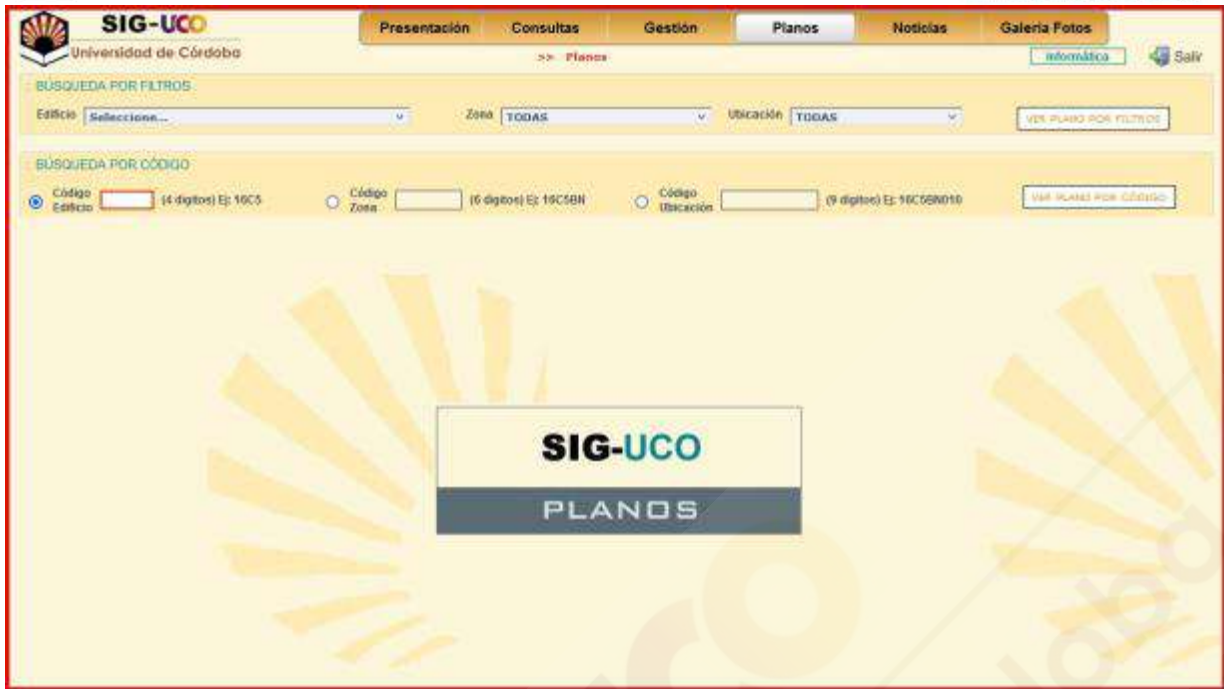 SIG-UCO
Universidad de Córdoba
Presentación Consultas Gestión Planos Noticias Galería Fotos
>> Planos
informática Salir
BÚSQUEDA POR FILTROS
Edificio Seleccione... Zona TODAS Ubicación TODAS VER PLANO POR FILTROS
BÚSQUEDA POR CÓDIGO
Código Edificio (4 dígitos) Ej: 16C5 Código Zona (6 dígitos) Ej: 16C5BN Código Ubicación (9 dígitos) Ej: 16C5BN010 VER PLANO POR CÓDIGO
SIG-UCO
PLANOS